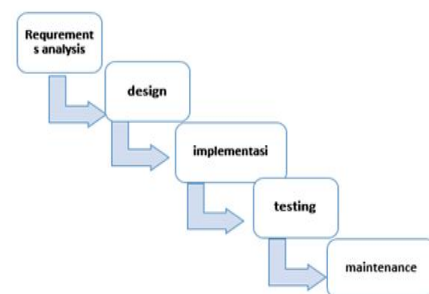 Requrement
s analysis
design
implementasi
testing
maintenance